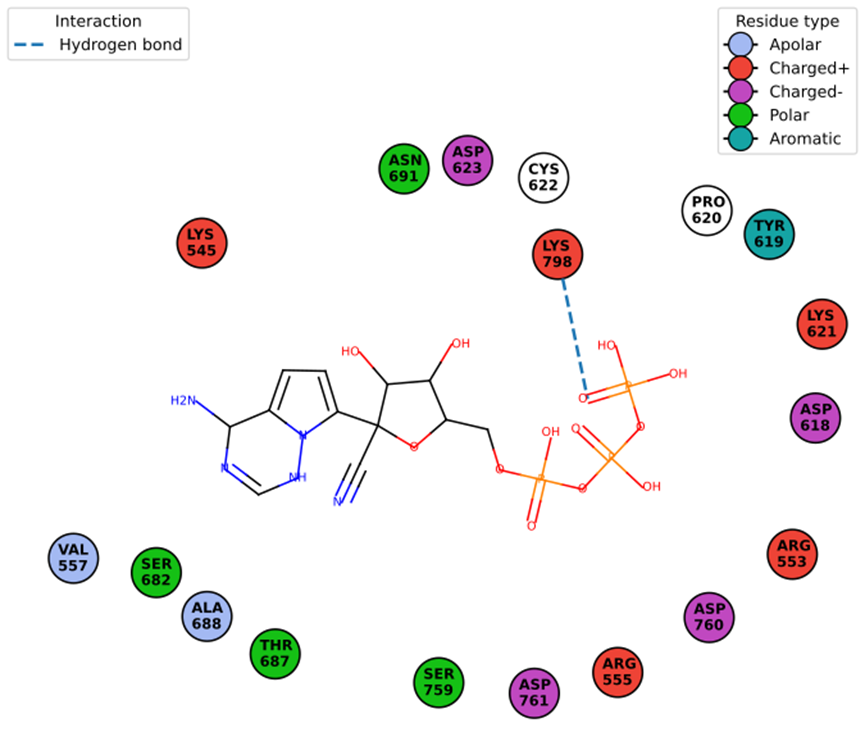 Interaction
Hydrogen bond
Residue type
Apolar
Charged+
Charged-
Polar
Aromatic
ASN
691
ASP
623
CYS
622
PRO
620
TYR
619
LYS
545
LYS
798
LYS
621
HO
OH
HO
OH
O
P
H2N
O
ASP
618
N
O
O
P
OH
N
NH
O
P
OH
N
O
O
VAL
557
SER
682
ARG
553
ALA
688
ASP
760
THR
687
SER
759
ASP
761
ARG
555